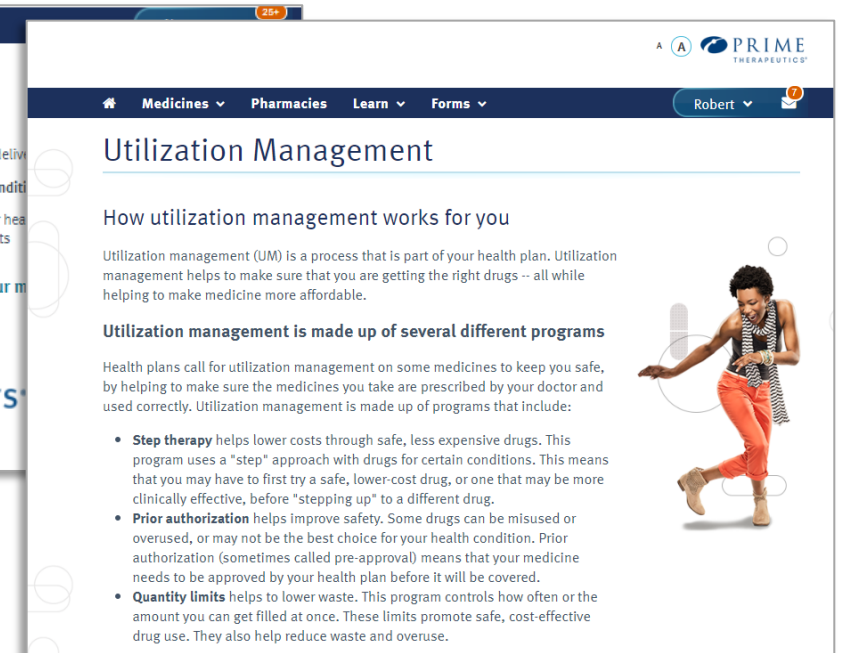 25+
A A PRIME
THERAPEUTICS
Medicines Pharmacies Learn Forms Robert 7
Utilization Management
How utilization management works for you
Utilization management (UM) is a process that is part of your health plan. Utilization
management helps to make sure that you are getting the right drugs -- all while
helping to make medicine more affordable.
Utilization management is made up of several different programs
Health plans call for utilization management on some medicines to keep you safe,
by helping to make sure the medicines you take are prescribed by your doctor and
used correctly. Utilization management is made up of programs that include:
• Step therapy helps lower costs through safe, less expensive drugs. This
program uses a "step" approach with drugs for certain conditions. This means
that you may have to first try a safe, lower-cost drug, or one that may be more
clinically effective, before "stepping up" to a different drug.
• Prior authorization helps improve safety. Some drugs can be misused or
overused, or may not be the best choice for your health condition. Prior
authorization (sometimes called pre-approval) means that your medicine
needs to be approved by your health plan before it will be covered.
• Quantity limits helps to lower waste. This program controls how often or the
amount you can get filled at once. These limits promote safe, cost-effective
drug use. They also help reduce waste and overuse.